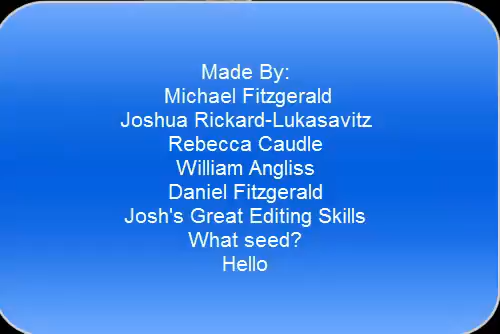 Made By:
Michael Fitzgerald
Joshua Rickard-Lukasavitz
Rebecca Caudle
William Angliss
Daniel Fitzgerald
Josh's Great Editing Skills
What seed?
Hello